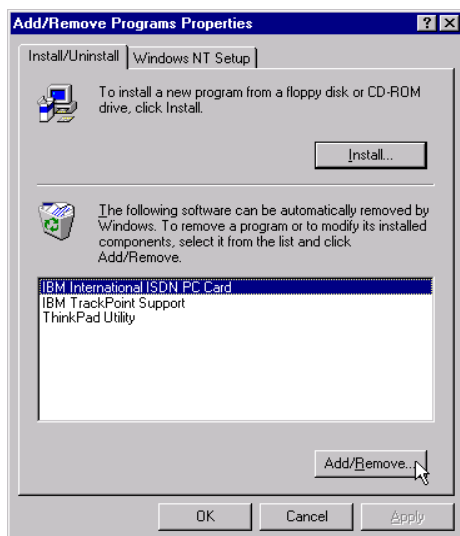 Add/Remove Programs Properties
Install/Uninstall Windows NT Setup
To install a new program from a floppy disk or CD-ROM
drive, click Install.
Install...
The following software can be automatically removed by
Windows. To remove a program or to modify its installed
components, select it from the list and click
Add/Remove.
IBM International ISDN PC Card
IBM TrackPoint Support
ThinkPad Utility
Add/Remove...
OK Cancel Apply